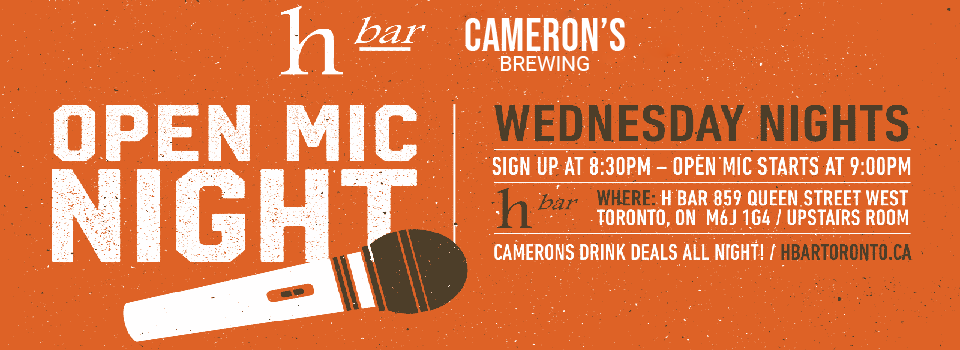 h bar
CAMERON'S
BREWING
OPEN MIC
NIGHT
WEDNESDAY NIGHTS
SIGN UP AT 8:30PM – OPEN MIC STARTS AT 9:00PM
h bar
WHERE: H BAR 859 QUEEN STREET WEST
TORONTO, ON M6J 1G4 / UPSTAIRS ROOM
CAMERONS DRINK DEALS ALL NIGHT! / HBARTORONTO.CA